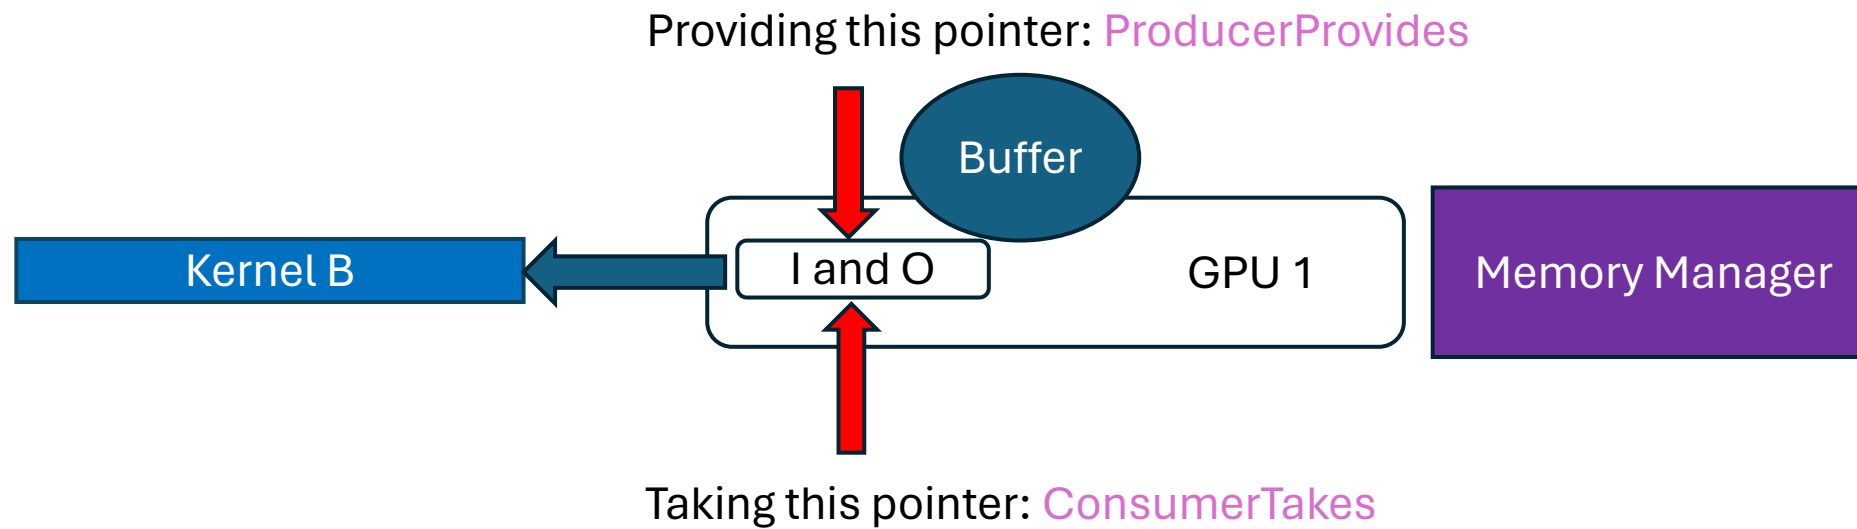 Providing this pointer: ProducerProvides
Buffer
Kernel B
I and O
GPU 1
Memory Manager
Taking this pointer: ConsumerTakes